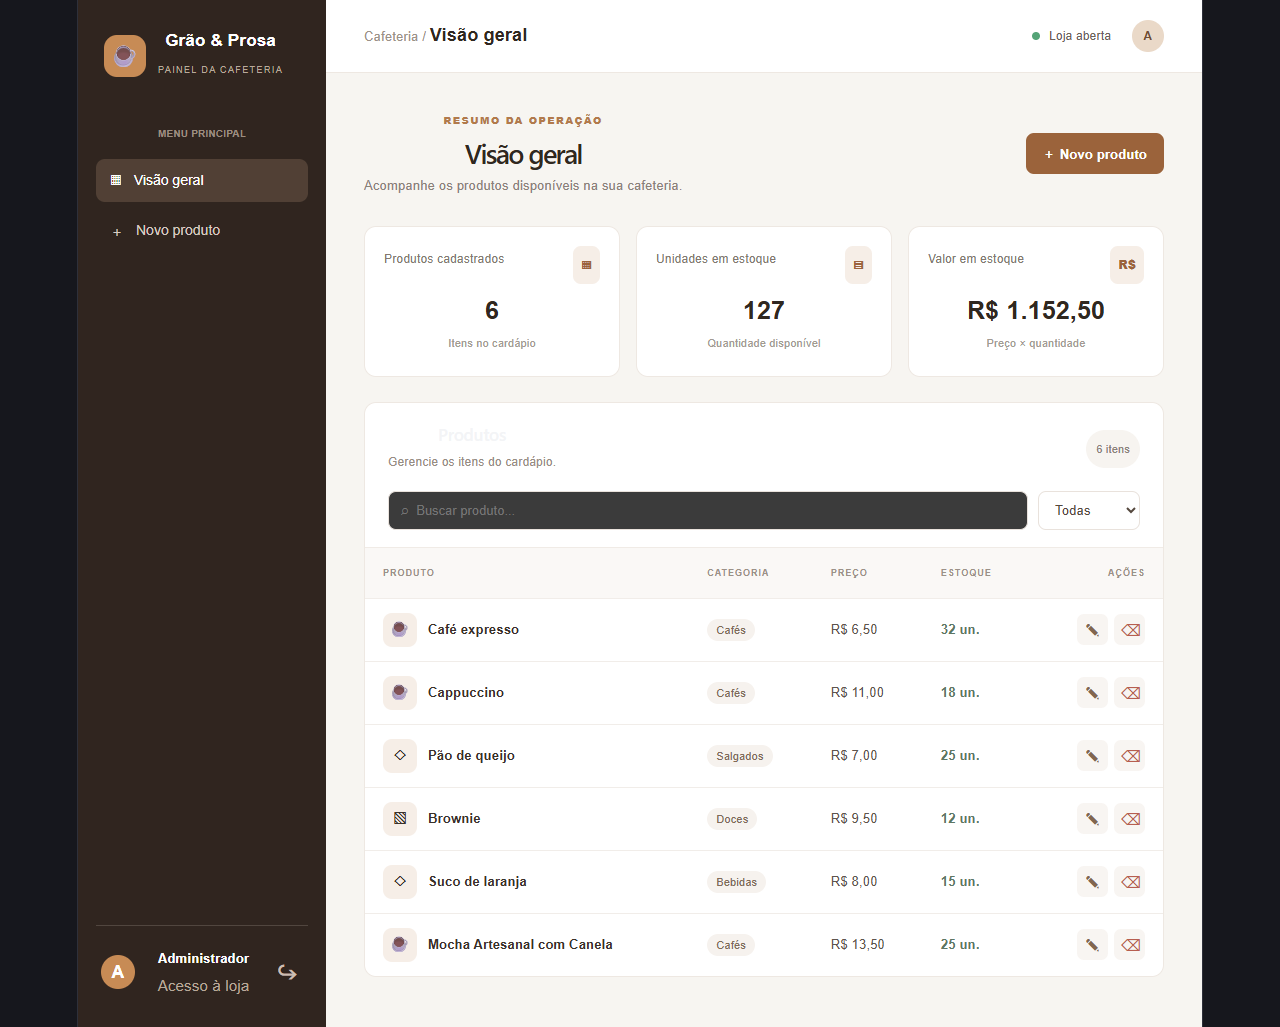 Grão & Prosa
PAINEL DA CAFETERIA
MENU PRINCIPAL
Visão geral
+ Novo produto
A
Administrador
Acesso à loja
Cafeteria / Visão geral
Loja aberta
A
RESUMO DA OPERAÇÃO
Visão geral
Acompanhe os produtos disponíveis na sua cafeteria.
+ Novo produto
Produtos cadastrados
6
Itens no cardápio
Unidades em estoque
127
Quantidade disponível
Valor em estoque
R$
R$ 1.152,50
Preço × quantidade
Produtos
Gerencie os itens do cardápio.
6 itens
Buscar produto...
Todas
PRODUTO CATEGORIA PREÇO ESTOQUE AÇÕES
Café expresso Cafés R$ 6,50 32 un.
Cappuccino Cafés R$ 11,00 18 un.
Pão de queijo Salgados R$ 7,00 25 un.
Brownie Doces R$ 9,50 12 un.
Suco de laranja Bebidas R$ 8,00 15 un.
Mocha Artesanal com Canela Cafés R$ 13,50 25 un.